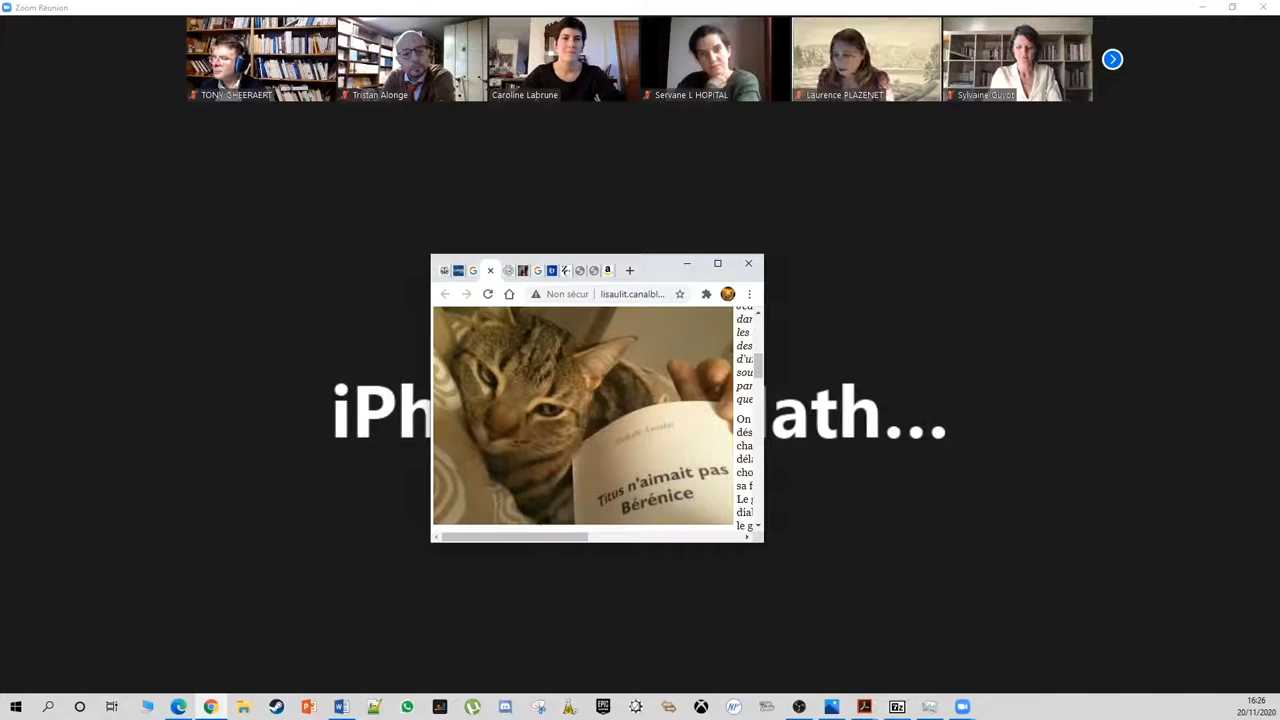 Zoom Réunion
TONY GHEERAERT
Tristan Alonge
Caroline Labrune
Servane L HOPITAL
Laurence PLAZENET
Sylvaine Guyot
Non sécur
lisaulit.canalbl...
Titus n'aimait pas
Bérénice
dar
les
des
d'u
sou
par
que
On
dés
cha
déla
cho
sa f
Le g
dial
le g
iPh
lath...
16:26
20/11/2020